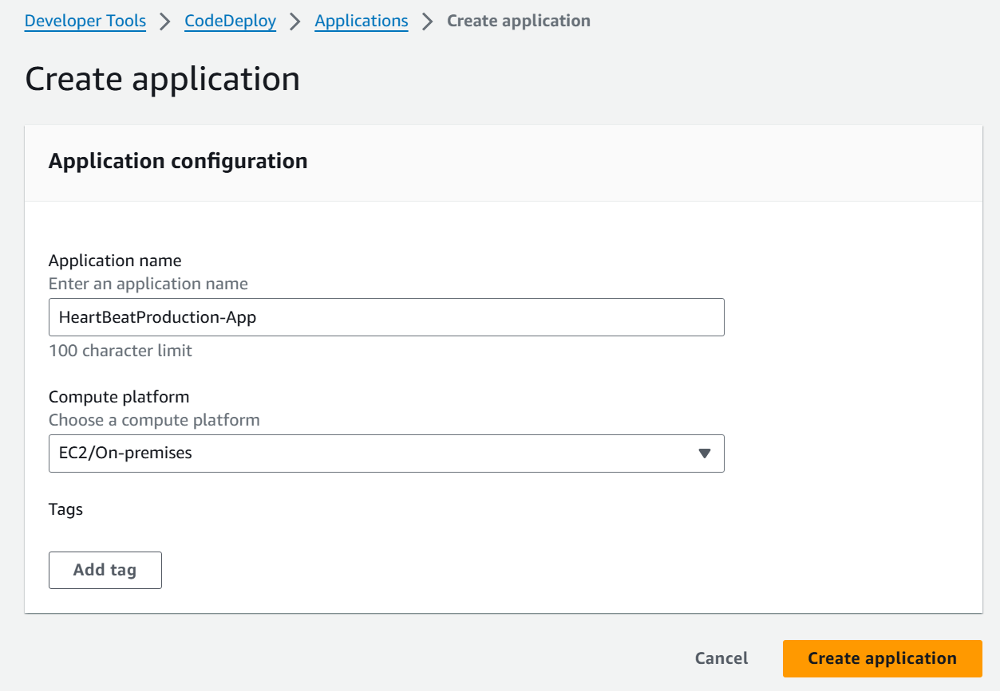 Developer Tools > CodeDeploy > Applications > Create application
Create application
Application configuration
Application name
Enter an application name
HeartBeatProduction-App
100 character limit
Compute platform
Choose a compute platform
EC2/On-premises
Tags
Add tag
Cancel Create application